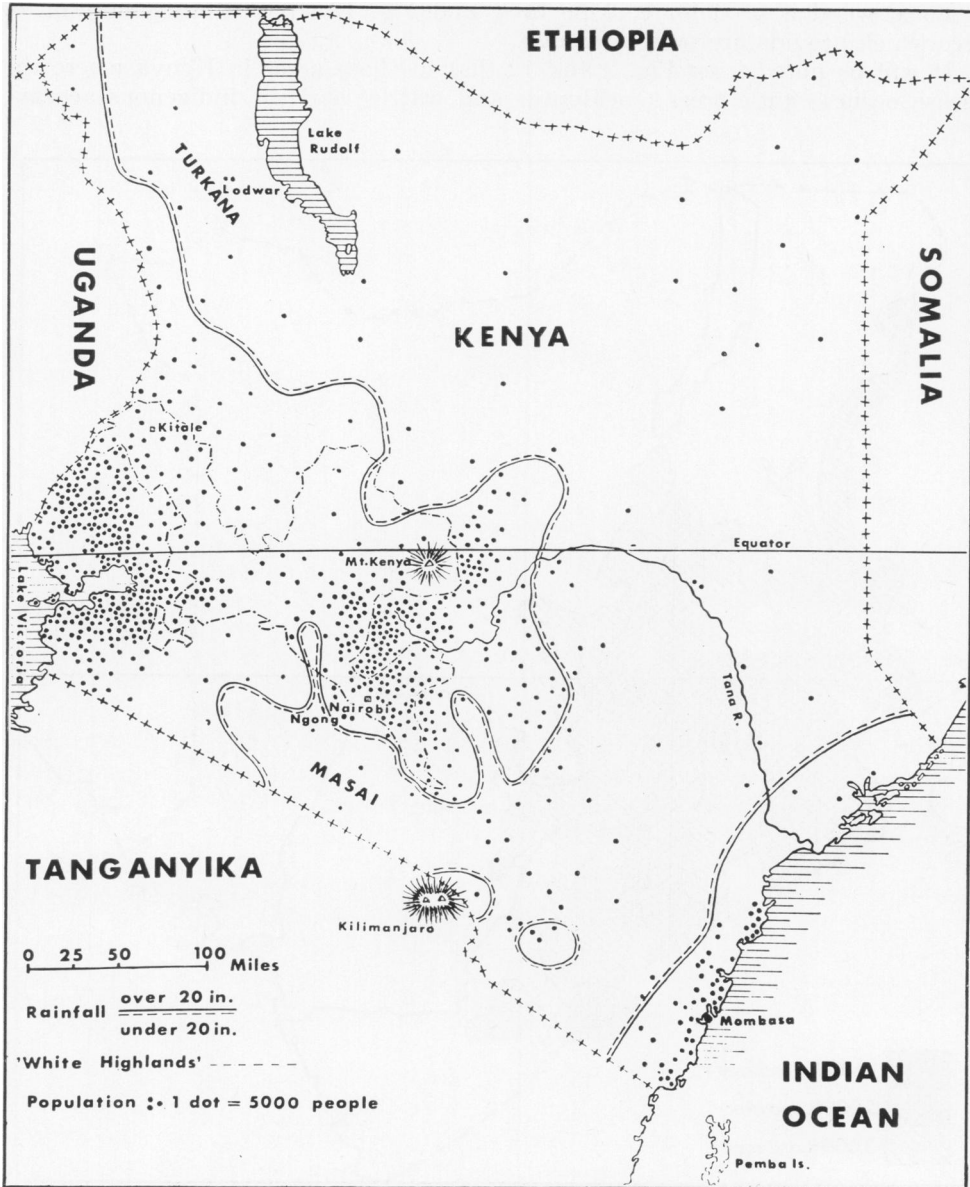 ETHIOPIA
Lake
Rudolf
TURKANA
Lodwar
UGANDA
KENYA
SOMALIA
Kitale
Equator
Mt.Kenya
Lake Victoria
Tana R.
Nairobi
Ngong
MASAI
TANGANYIKA
Kilimanjaro
0 25 50 100 Miles
Rainfall over 20 in.
under 20 in.
'White Highlands'
Population : 1 dot = 5000 people
Mombasa
INDIAN
OCEAN
Pemba Is.